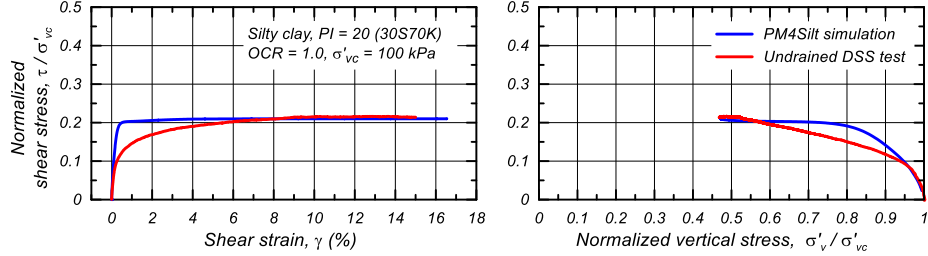 Normalized
shear stress, τ / σ'vc
0.5
0.4
0.3
0.2
0.1
0
Silty clay, PI = 20 (30S70K)
OCR = 1.0, σ'vc = 100 kPa
0 2 4 6 8 10 12 14 16 18
Shear strain, γ (%)
0.5
0.4
0.3
0.2
0.1
0
PM4Silt simulation
Undrained DSS test
0 0.1 0.2 0.3 0.4 0.5 0.6 0.7 0.8 0.9 1
Normalized vertical stress, σ'v / σ'vc